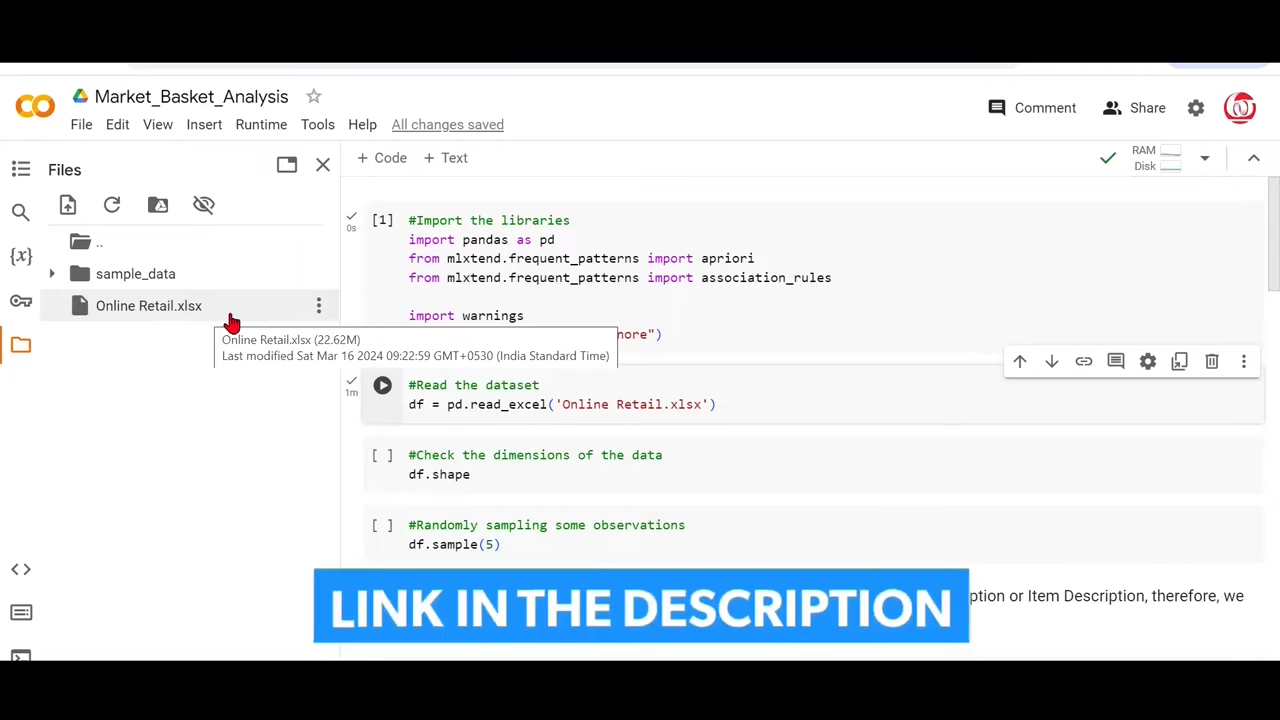 Market_Basket_Analysis
File Edit View Insert Runtime Tools Help All changes saved
Comment Share
Files
+ Code + Text
RAM
Disk
..
sample_data
Online Retail.xlsx
Online Retail.xlsx (22.62M)
Last modified Sat Mar 16 2024 09:22:59 GMT+0530 (India Standard Time)
[1] #Import the libraries
0s
import pandas as pd
from mlxtend.frequent_patterns import apriori
from mlxtend.frequent_patterns import association_rules
import warnings
nore")
#Read the dataset
1m
df = pd.read_excel('Online Retail.xlsx')
[ ] #Check the dimensions of the data
df.shape
[ ] #Randomly sampling some observations
df.sample(5)
ption or Item Description, therefore, we
LINK IN THE DESCRIPTION